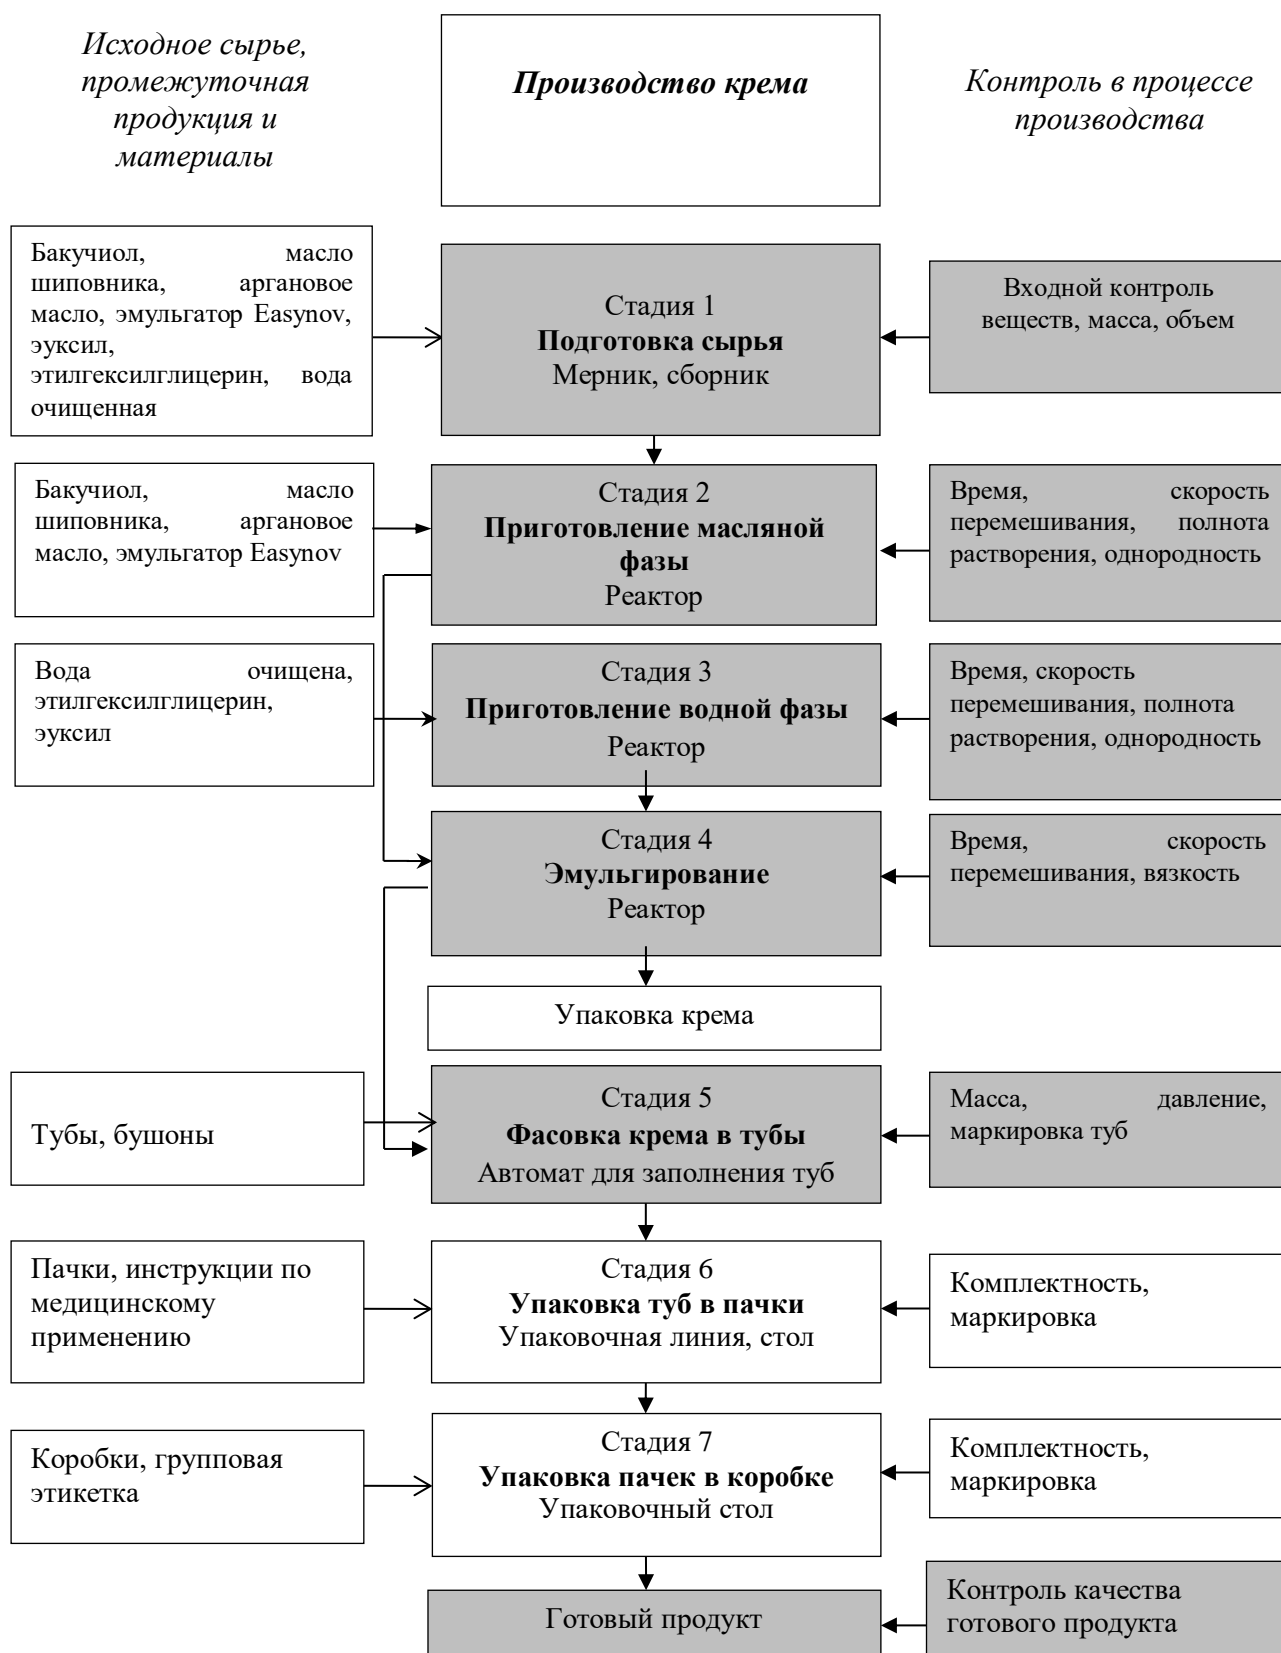 Исходное сырье,
промежуточная
продукция и
материалы
Производство крема
Контроль в процессе
производства
Бакучиол, масло
шиповника, аргановое
масло, эмульгатор Easynov,
эуксил,
этилгексилглицерин, вода
очищенная
Стадия 1
Подготовка сырья
Мерник, сборник
Входной контроль
веществ, масса, объем
Бакучиол, масло
шиповника, аргановое
масло, эмульгатор Easynov
Стадия 2
Приготовление масляной
фазы
Реактор
Время, скорость
перемешивания, полнота
растворения, однородность
Вода очищена,
этилгексилглицерин,
эуксил
Стадия 3
Приготовление водной фазы
Реактор
Время, скорость
перемешивания, полнота
растворения, однородность
Стадия 4
Эмульгирование
Реактор
Время, скорость
перемешивания, вязкость
Упаковка крема
Тубы, бушоны
Стадия 5
Фасовка крема в тубы
Автомат для заполнения туб
Масса, давление,
маркировка туб
Пачки, инструкции по
медицинскому
применению
Стадия 6
Упаковка туб в пачки
Упаковочная линия, стол
Комплектность,
маркировка
Коробки, групповая
этикетка
Стадия 7
Упаковка пачек в коробке
Упаковочный стол
Комплектность,
маркировка
Готовый продукт
Контроль качества
готового продукта